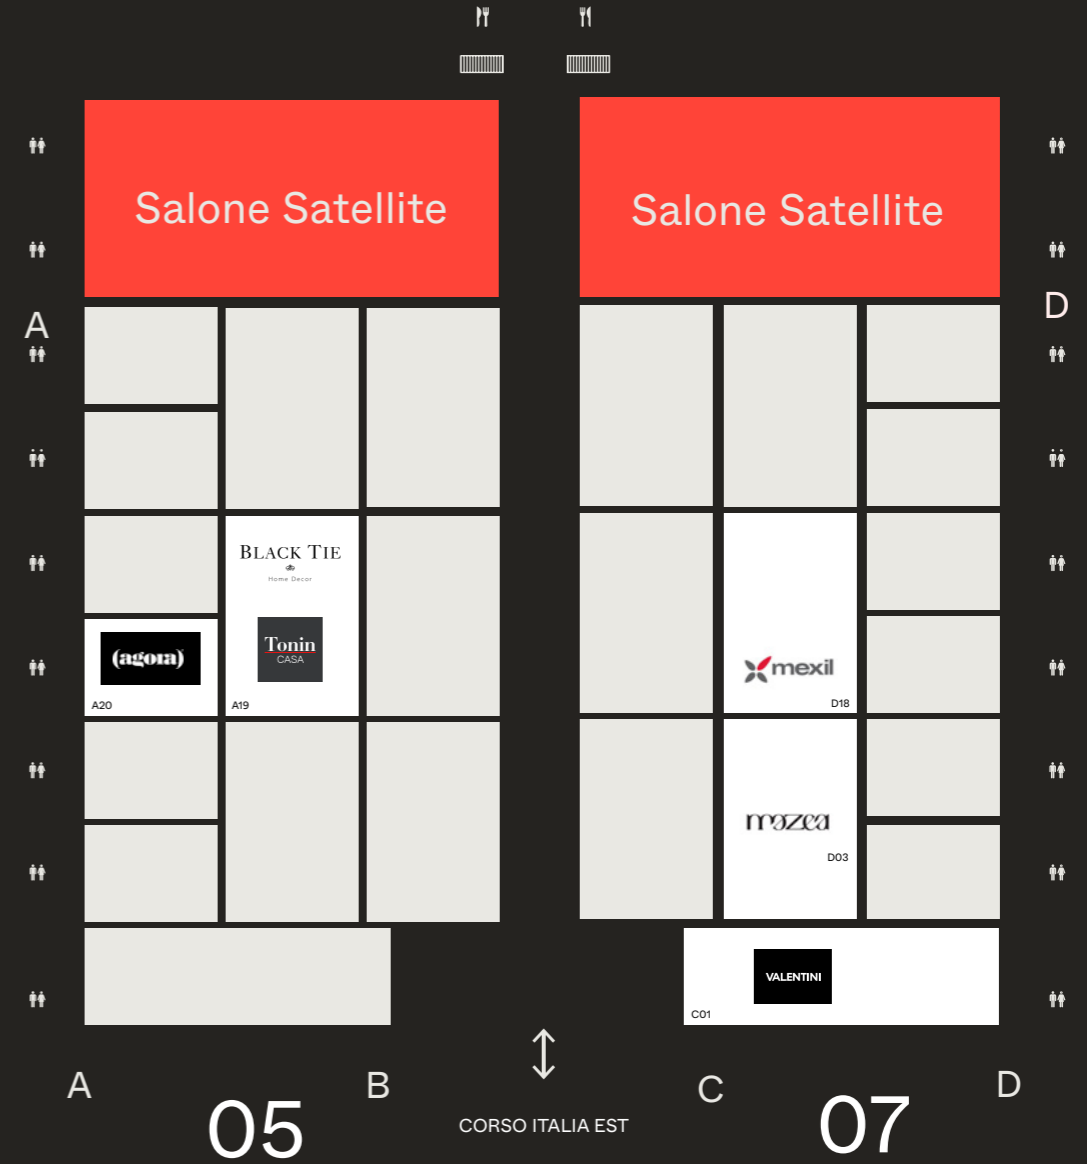 Salone Satellite
Salone Satellite
A
D
BLACK TIE
Home Decor
(agora)
Tonin
CASA
A20
A19
mexil
D18
mozea
D03
VALENTINI
C01
A
B
C
D
05
CORSO ITALIA EST
07